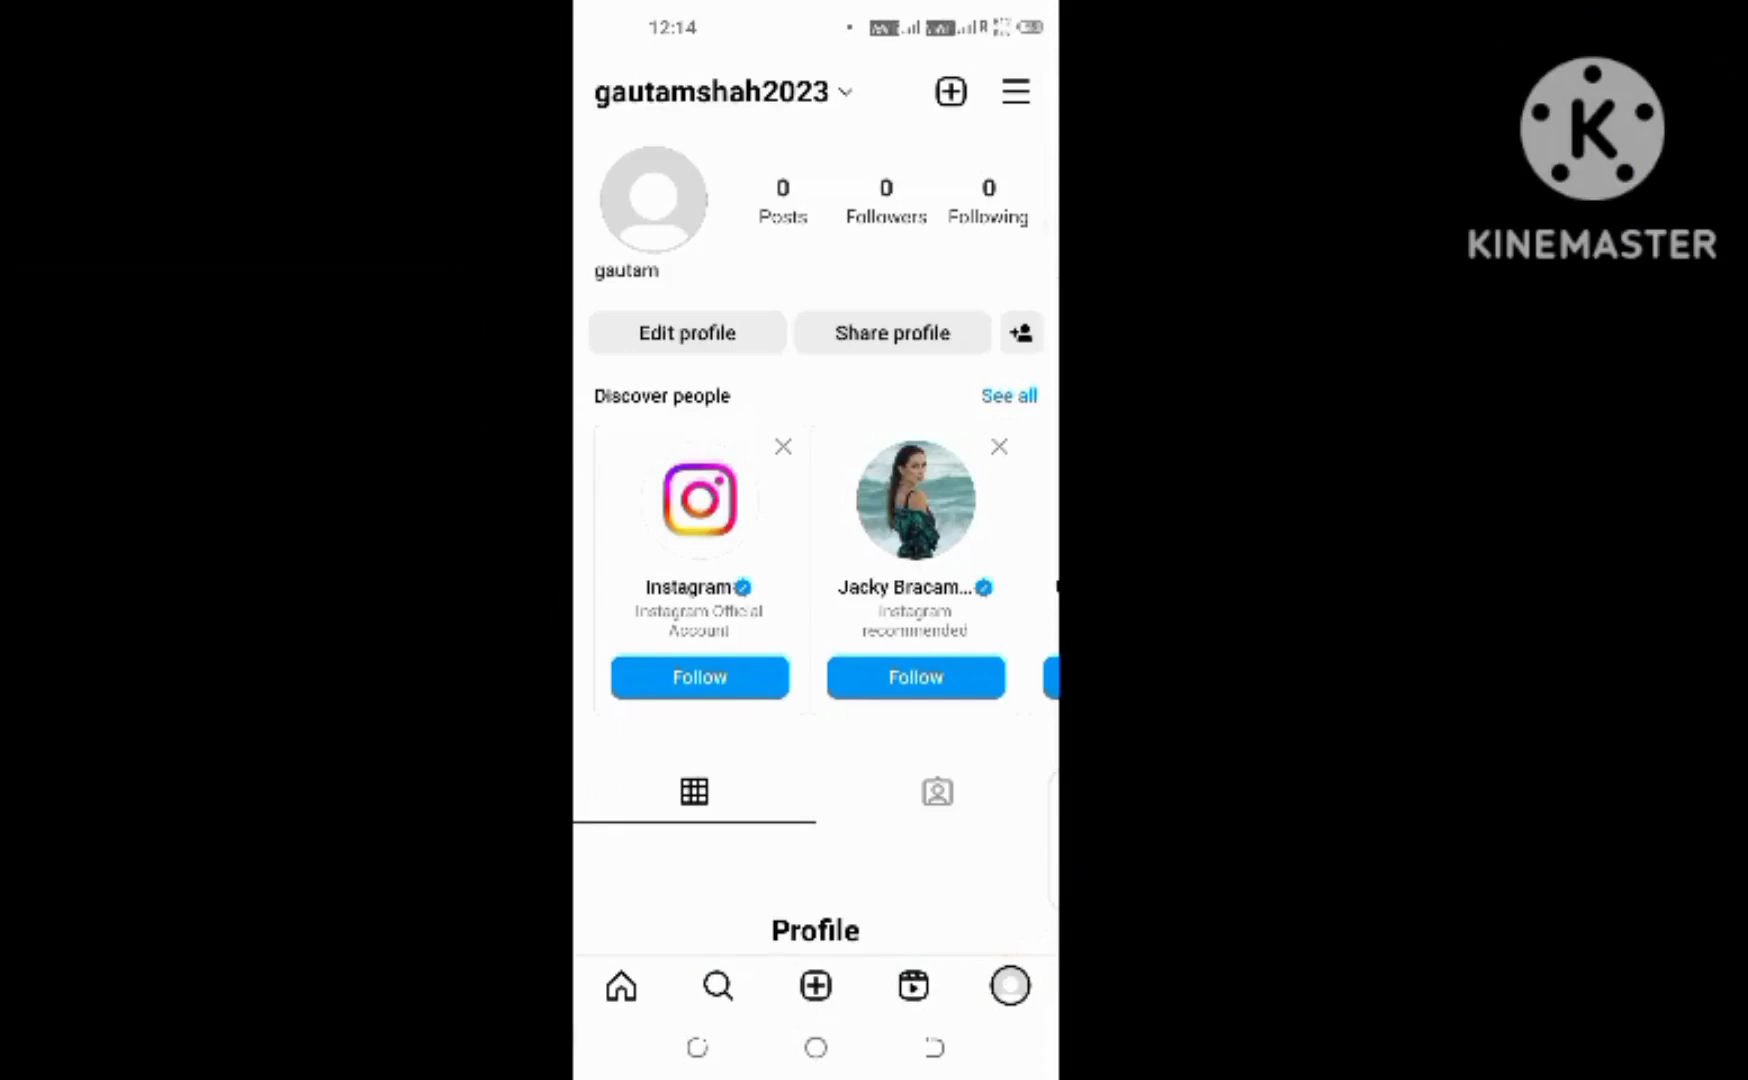 12:14
gautamshah2023
KINEMASTER
0 0 0
Posts Followers Following
gautam
Edit profile Share profile
Discover people See all
Instagram Jacky Bracam...
Instagram Official Account
Instagram recommended
Follow Follow
Profile